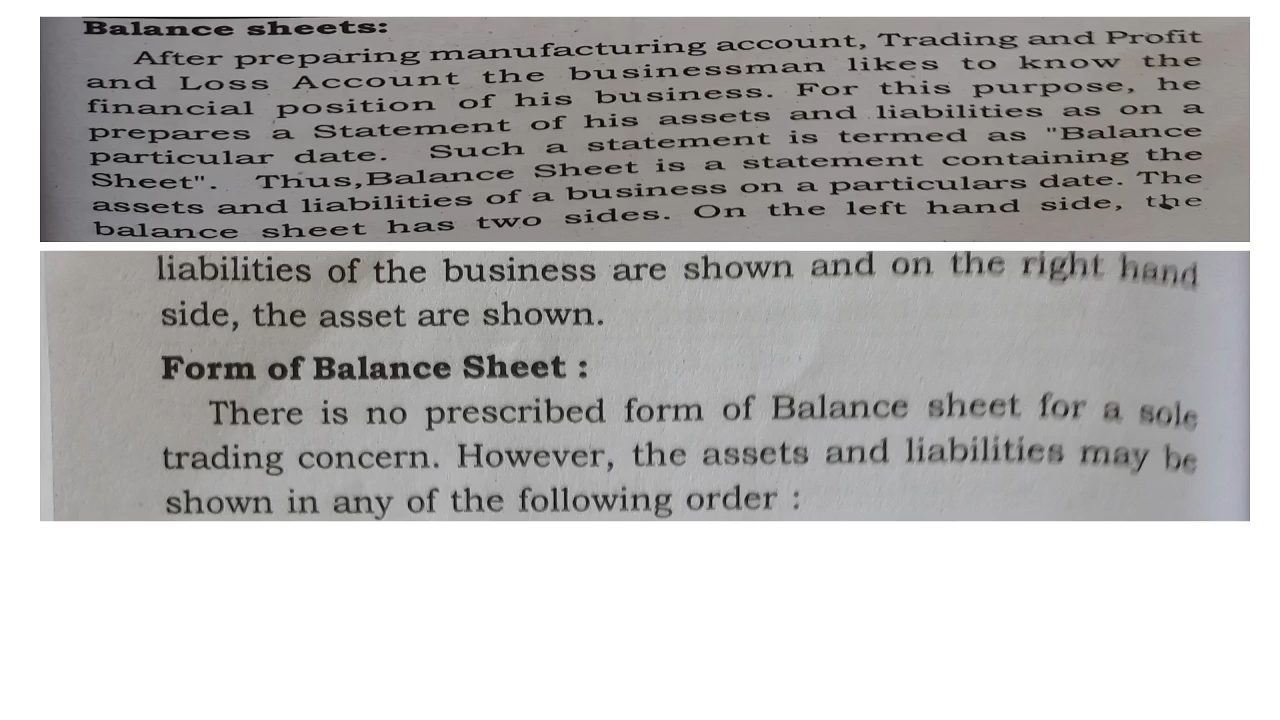 Balance sheets:
After preparing manufacturing account, Trading and Profit
and Loss Account the businessman likes to know the
financial position of his business. For this purpose, he
prepares a Statement of his assets and liabilities as on a
particular date. Such a statement is termed as "Balance
Sheet". Thus,Balance Sheet is a statement containing the
assets and liabilities of a business on a particulars date. The
balance sheet has two sides. On the left hand side, the
liabilities of the business are shown and on the right hand
side, the asset are shown.
Form of Balance Sheet :
There is no prescribed form of Balance sheet for a sole
trading concern. However, the assets and liabilities may be
shown in any of the following order :